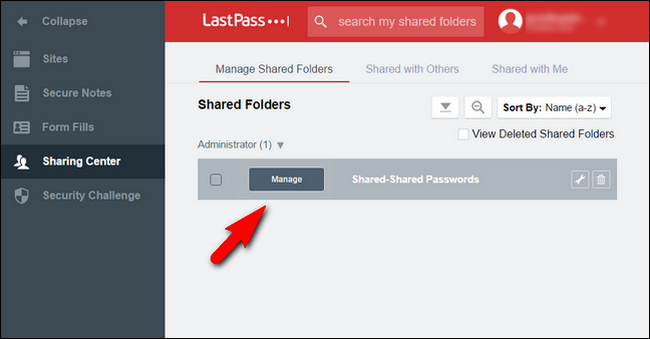 Collapse
LastPass •••|
search my shared folders
Sites
Secure Notes
Form Fills
Sharing Center
Security Challenge
Manage Shared Folders
Shared with Others
Shared with Me
Shared Folders
Sort By: Name (a-z)
View Deleted Shared Folders
Administrator (1)
Manage
Shared-Shared Passwords